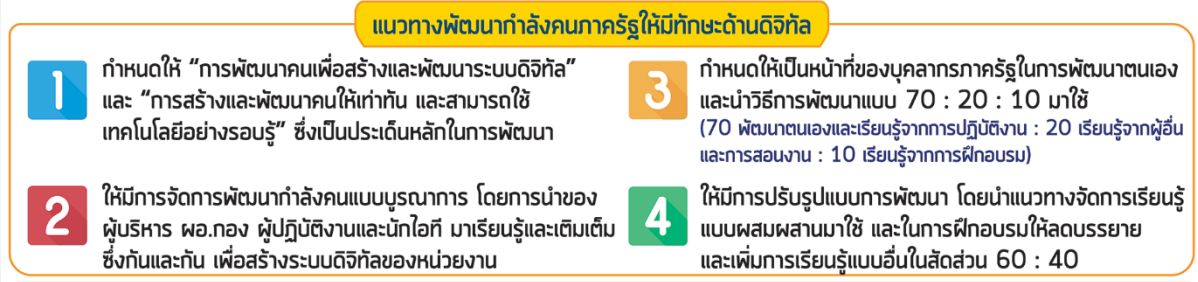 แนวทางพัฒนากำลังคนภาครัฐให้มีทักษะด้านดิจิทัล
1
กำหนดให้ “การพัฒนาคนเพื่อสร้างและพัฒนาระบบดิจิทัล”
และ “การสร้างและพัฒนาคนให้เท่าทัน และสามารถใช้
เทคโนโลยีอย่างรอบรู้” ซึ่งเป็นประเด็นหลักในการพัฒนา
2
ให้มีการจัดการพัฒนากำลังคนแบบบูรณาการ โดยการนำของ
ผู้บริหาร ผอ.กอง ผู้ปฏิบัติงานและนักไอที มาเรียนรู้และเติมเต็ม
ซึ่งกันและกัน เพื่อสร้างระบบดิจิทัลของหน่วยงาน
3
กำหนดให้เป็นหน้าที่ของบุคลากรภาครัฐในการพัฒนาตนเอง
และนำวิธีการพัฒนาแบบ 70 : 20 : 10 มาใช้
(70 พัฒนาตนเองและเรียนรู้จากการปฏิบัติงาน : 20 เรียนรู้จากผู้อื่น
และการสอนงาน : 10 เรียนรู้จากการฝึกอบรม)
4
ให้มีการปรับรูปแบบการพัฒนา โดยนำแนวทางจัดการเรียนรู้
แบบผสมผสานมาใช้ และในการฝึกอบรมให้ลดบรรยาย
และเพิ่มการเรียนรู้แบบอื่นในสัดส่วน 60 : 40